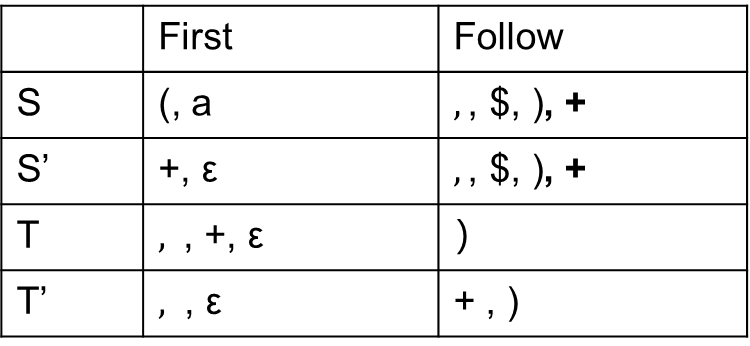 First Follow
S (, a , , $, ), +
S’ +, ε , , $, ), +
T , , +, ε )
T’ , , ε + , )